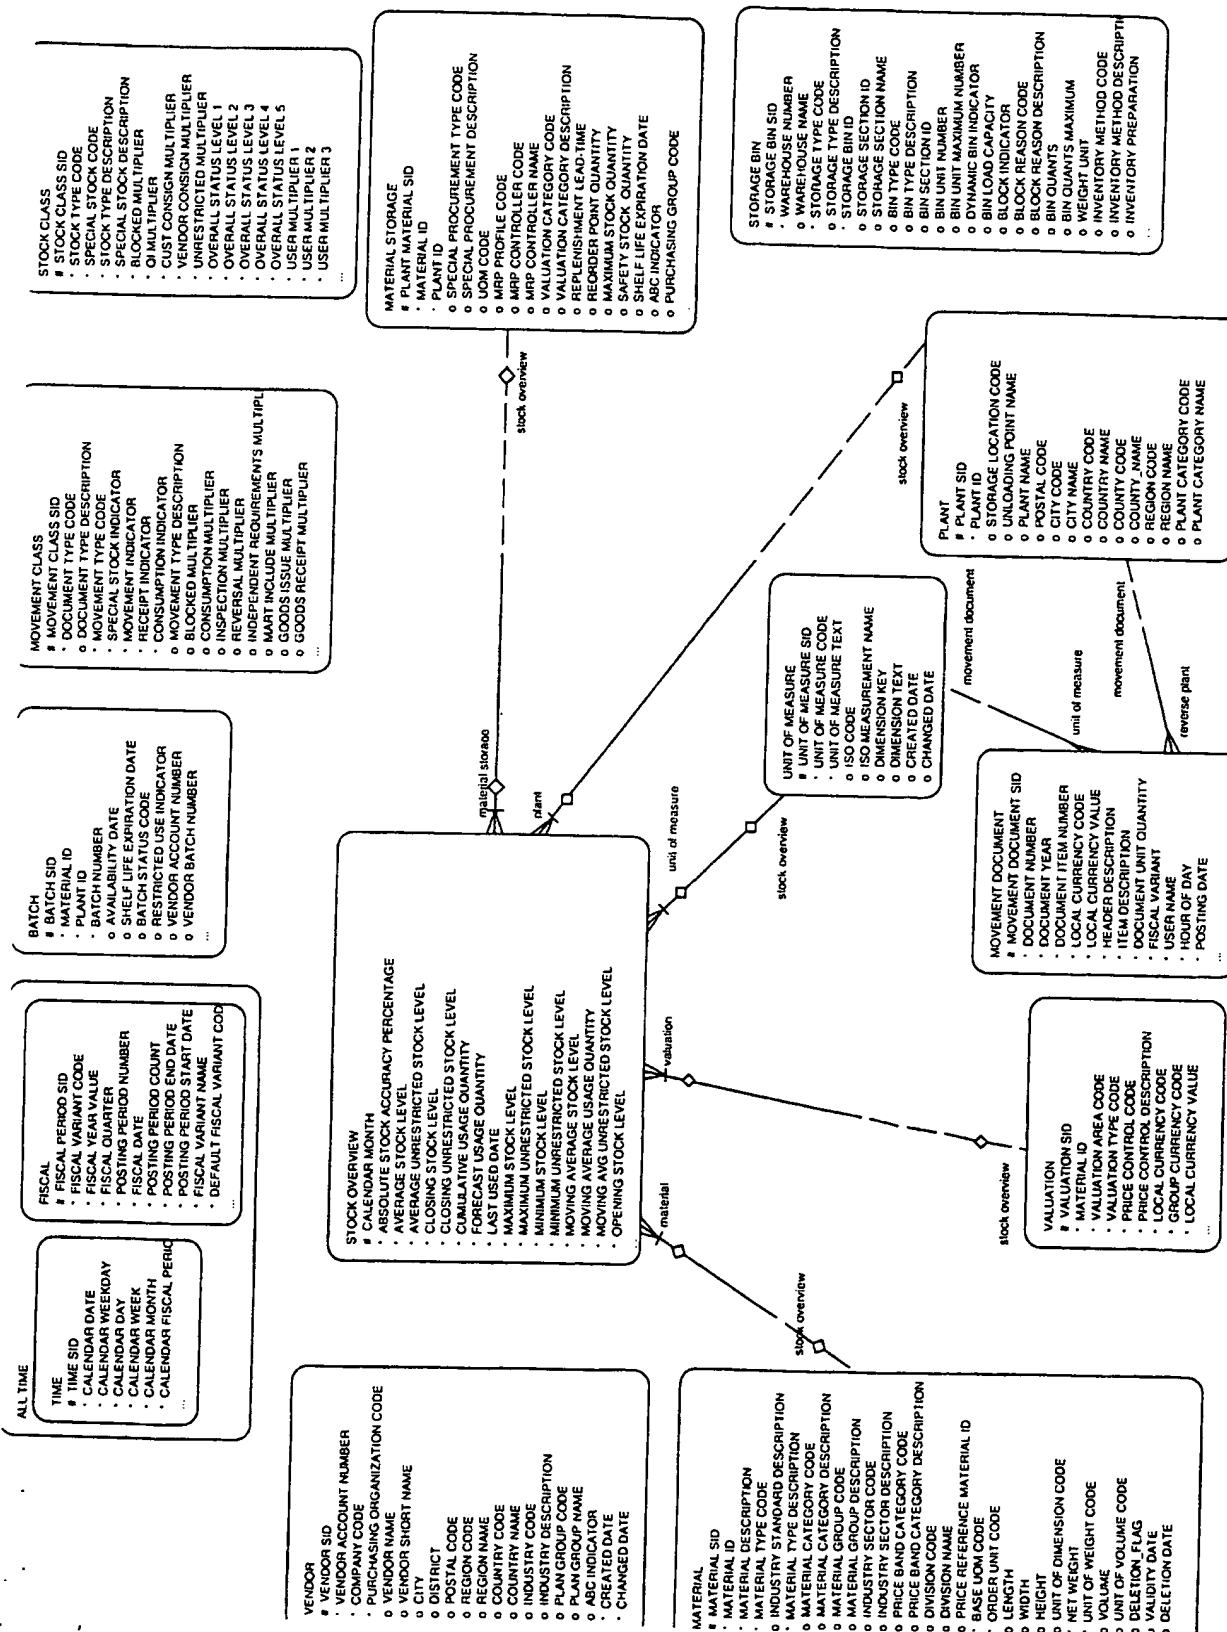 ALL TIME
TIME
# TIME SID
· CALENDAR DATE
· CALENDAR WEEKDAY
· CALENDAR DAY
· CALENDAR WEEK
· CALENDAR MONTH
· CALENDAR FISCAL PERIO
...
FISCAL
# FISCAL PERIOD SID
· FISCAL VARIANT CODE
· FISCAL YEAR VALUE
· FISCAL QUARTER
· POSTING PERIOD NUMBER
· FISCAL DATE
· POSTING PERIOD COUNT
· POSTING PERIOD END DATE
· POSTING PERIOD START DATE
· FISCAL VARIANT NAME
· DEFAULT FISCAL VARIANT COD
...
BATCH
# BATCH SID
· MATERIAL ID
· PLANT ID
· BATCH NUMBER
o AVAILABILITY DATE
o SHELF LIFE EXPIRATION DATE
o BATCH STATUS CODE
o RESTRICTED USE INDICATOR
o VENDOR ACCOUNT NUMBER
o VENDOR BATCH NUMBER
...
MOVEMENT CLASS
# MOVEMENT CLASS SID
· DOCUMENT TYPE CODE
o DOCUMENT TYPE DESCRIPTION
· MOVEMENT TYPE CODE
· SPECIAL STOCK INDICATOR
· MOVEMENT INDICATOR
· RECEIPT INDICATOR
· CONSUMPTION INDICATOR
o MOVEMENT TYPE DESCRIPTION
o BLOCKED MULTIPLIER
o CONSUMPTION MULTIPLIER
o INSPECTION MULTIPLIER
o REVERSAL MULTIPLIER
o INDEPENDENT REQUIREMENTS MULTIPLI
o MART INCLUDE MULTIPLIER
o GOODS ISSUE MULTIPLIER
o GOODS RECEIPT MULTIPLIER
...
STOCK CLASS
# STOCK CLASS SID
· STOCK TYPE CODE
· SPECIAL STOCK CODE
· STOCK TYPE DESCRIPTION
· SPECIAL STOCK DESCRIPTION
· BLOCKED MULTIPLIER
· QI MULTIPLIER
· CUST CONSIGN MULTIPLIER
· VENDOR CONSIGN MULTIPLIER
· UNRESTRICTED MULTIPLIER
· OVERALL STATUS LEVEL 1
· OVERALL STATUS LEVEL 2
· OVERALL STATUS LEVEL 3
· OVERALL STATUS LEVEL 4
· OVERALL STATUS LEVEL 5
· USER MULTIPLIER 1
· USER MULTIPLIER 2
· USER MULTIPLIER 3
...
VENDOR
# VENDOR SID
· VENDOR ACCOUNT NUMBER
· COMPANY CODE
· PURCHASING ORGANIZATION CODE
o VENDOR NAME
o VENDOR SHORT NAME
o CITY
o DISTRICT
o POSTAL CODE
o REGION CODE
o REGION NAME
o COUNTRY CODE
o COUNTRY NAME
o INDUSTRY CODE
o INDUSTRY DESCRIPTION
o PLAN GROUP CODE
o PLAN GROUP NAME
o ABC INDICATOR
· CREATED DATE
· CHANGED DATE
STOCK OVERVIEW
# CALENDAR MONTH
· ABSOLUTE STOCK ACCURACY PERCENTAGE
· AVERAGE STOCK LEVEL
· AVERAGE UNRESTRICTED STOCK LEVEL
· CLOSING STOCK LEVEL
· CLOSING UNRESTRICTED STOCK LEVEL
· CUMULATIVE USAGE QUANTITY
· FORECAST USAGE QUANTITY
· LAST USED DATE
· MAXIMUM STOCK LEVEL
· MAXIMUM UNRESTRICTED STOCK LEVEL
· MINIMUM STOCK LEVEL
· MINIMUM UNRESTRICTED STOCK LEVEL
· MOVING AVERAGE STOCK LEVEL
· MOVING AVERAGE USAGE QUANTITY
· MOVING AVG UNRESTRICTED STOCK LEVEL
· OPENING STOCK LEVEL
...
material storage
stock overview
plant
stock overview
unit of measure
stock overview
valuation
stock overview
material
stock overview
MATERIAL STORAGE
# PLANT MATERIAL SID
· MATERIAL ID
· PLANT ID
o SPECIAL PROCUREMENT TYPE CODE
o SPECIAL PROCUREMENT DESCRIPTION
o UOM CODE
o MRP PROFILE CODE
o MRP CONTROLLER CODE
o MRP CONTROLLER NAME
o VALUATION CATEGORY CODE
o VALUATION CATEGORY DESCRIPTION
o REPLENISHMENT LEAD-TIME
o REORDER POINT QUANTITY
o MAXIMUM STOCK QUANTITY
o SAFETY STOCK QUANTITY
o SHELF LIFE EXPIRATION DATE
o ABC INDICATOR
o PURCHASING GROUP CODE
MATERIAL
# MATERIAL SID
· MATERIAL ID
· MATERIAL DESCRIPTION
· MATERIAL TYPE CODE
o INDUSTRY STANDARD DESCRIPTION
· MATERIAL TYPE DESCRIPTION
o MATERIAL CATEGORY CODE
o MATERIAL CATEGORY DESCRIPTION
o MATERIAL GROUP CODE
o MATERIAL GROUP DESCRIPTION
o INDUSTRY SECTOR CODE
o INDUSTRY SECTOR DESCRIPTION
o PRICE BAND CATEGORY CODE
o PRICE BAND CATEGORY DESCRIPTION
o DIVISION CODE
o DIVISION NAME
o PRICE REFERENCE MATERIAL ID
· BASE UOM CODE
· ORDER UNIT CODE
o LENGTH
o WIDTH
o HEIGHT
o UNIT OF DIMENSION CODE
· NET WEIGHT
· UNIT OF WEIGHT CODE
o VOLUME
o UNIT OF VOLUME CODE
o DELETION_FLAG
o VALIDITY DATE
o DELETION DATE
VALUATION
# VALUATION SID
· MATERIAL ID
· VALUATION AREA CODE
· VALUATION TYPE CODE
· PRICE CONTROL CODE
· PRICE CONTROL DESCRIPTION
· LOCAL CURRENCY CODE
· GROUP CURRENCY CODE
· LOCAL CURRENCY VALUE
...
UNIT OF MEASURE
# UNIT OF MEASURE SID
· UNIT OF MEASURE CODE
· UNIT OF MEASURE TEXT
o ISO CODE
o ISO MEASUREMENT NAME
o DIMENSION KEY
o DIMENSION TEXT
o CREATED DATE
o CHANGED DATE
MOVEMENT DOCUMENT
# MOVEMENT DOCUMENT SID
· DOCUMENT NUMBER
· DOCUMENT YEAR
· DOCUMENT ITEM NUMBER
· LOCAL CURRENCY CODE
· LOCAL CURRENCY VALUE
· HEADER DESCRIPTION
· ITEM DESCRIPTION
· DOCUMENT UNIT QUANTITY
· FISCAL VARIANT
· USER NAME
· HOUR OF DAY
· POSTING DATE
...
movement document
unit of measure
movement document
reverse plant
PLANT
# PLANT SID
· PLANT ID
o STORAGE LOCATION CODE
o UNLOADING POINT NAME
o PLANT NAME
o POSTAL CODE
o CITY CODE
o CITY NAME
o COUNTRY CODE
o COUNTRY NAME
o COUNTY CODE
o COUNTY_NAME
o REGION CODE
o REGION NAME
o PLANT CATEGORY CODE
o PLANT CATEGORY NAME
STORAGE BIN
# STORAGE BIN SID
· WAREHOUSE NUMBER
o WAREHOUSE NAME
· STORAGE TYPE CODE
o STORAGE TYPE DESCRIPTION
· STORAGE BIN ID
o STORAGE SECTION ID
o STORAGE SECTION NAME
o BIN TYPE CODE
o BIN TYPE DESCRIPTION
o BIN SECTION ID
o BIN UNIT NUMBER
o BIN UNIT MAXIMUM NUMBER
o DYNAMIC BIN INDICATOR
o BIN LOAD CAPACITY
o BLOCK INDICATOR
o BLOCK REASON CODE
o BLOCK REASON DESCRIPTION
o BIN QUANTS
o BIN QUANTS MAXIMUM
o WEIGHT UNIT
o INVENTORY METHOD CODE
o INVENTORY METHOD DESCRIPTI
o INVENTORY PREPARATION
...